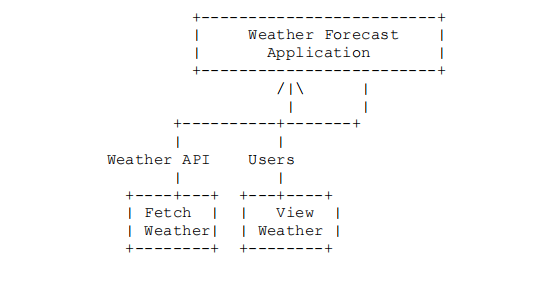 Weather Forecast
Application
Weather API Users
Fetch View
Weather Weather